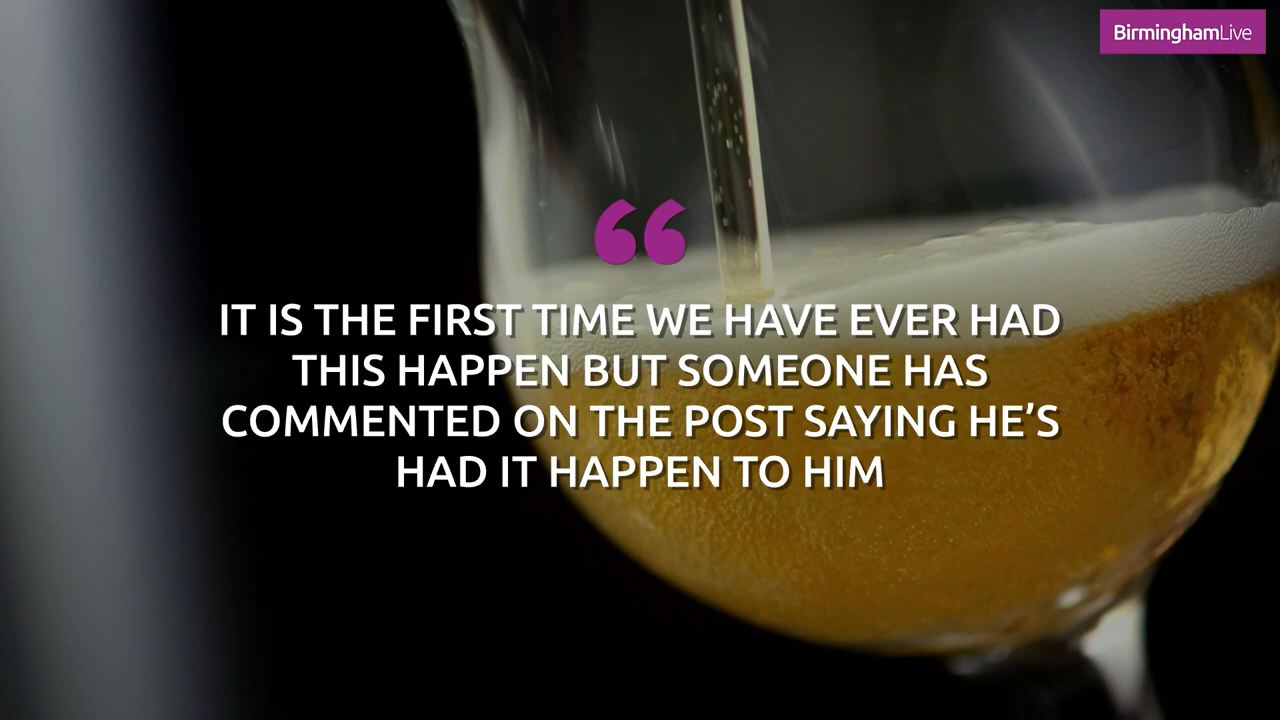 BirminghamLive
“
IT IS THE FIRST TIME WE HAVE EVER HAD
THIS HAPPEN BUT SOMEONE HAS
COMMENTED ON THE POST SAYING HE’S
HAD IT HAPPEN TO HIM